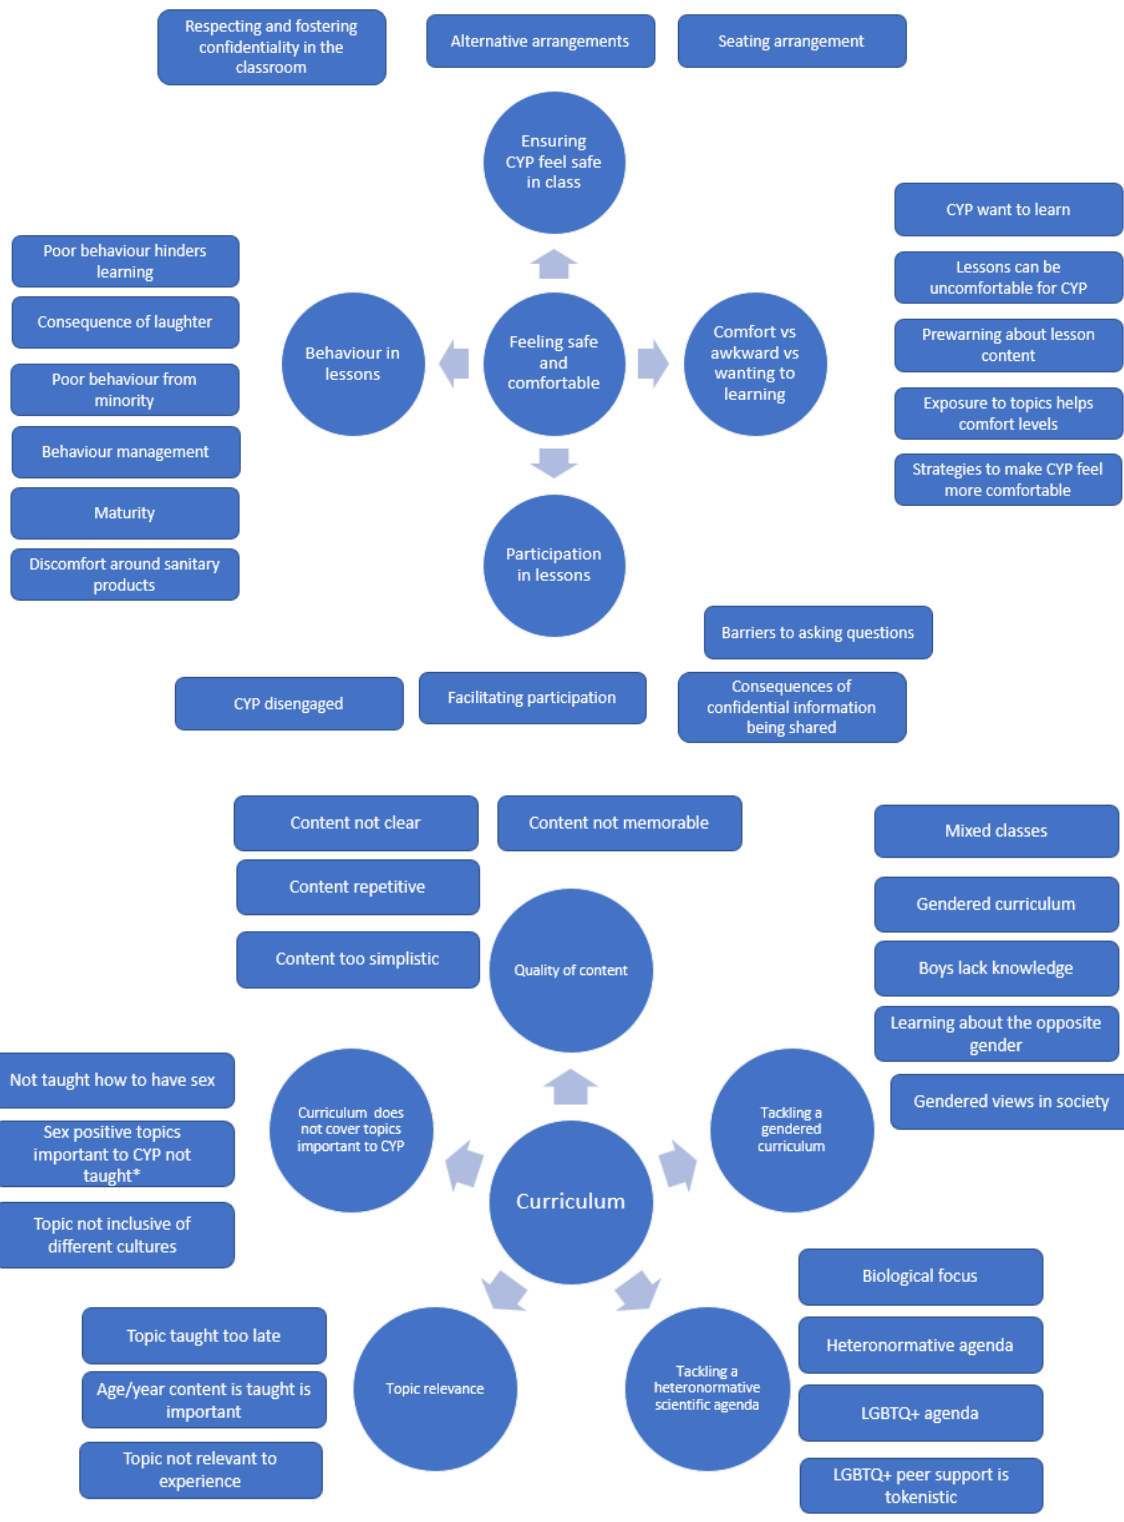 Respecting and fostering
confidentiality in the
classroom
Alternative arrangements
Seating arrangement
Ensuring
CYP feel safe
in class
CYP want to learn
Lessons can be
uncomfortable for CYP
Prewarning about lesson
content
Exposure to topics helps
comfort levels
Strategies to make CYP feel
more comfortable
Poor behaviour hinders
learning
Consequence of laughter
Poor behaviour from
minority
Behaviour management
Maturity
Discomfort around sanitary
products
Behaviour in
lessons
Feeling safe
and
comfortable
Comfort vs
awkward vs
wanting to
learning
Participation
in lessons
Barriers to asking questions
CYP disengaged
Facilitating participation
Consequences of
confidential information
being shared
Content not clear
Content not memorable
Content repetitive
Content too simplistic
Quality of content
Mixed classes
Gendered curriculum
Boys lack knowledge
Learning about the opposite
gender
Gendered views in society
Not taught how to have sex
Sex positive topics
important to CYP not
taught*
Topic not inclusive of
different cultures
Curriculum does
not cover topics
important to CYP
Tackling a
gendered
curriculum
Curriculum
Topic taught too late
Age/year content is taught is
important
Topic not relevant to
experience
Topic relevance
Tackling a
heteronormative
scientific agenda
Biological focus
Heteronormative agenda
LGBTQ+ agenda
LGBTQ+ peer support is
tokenistic